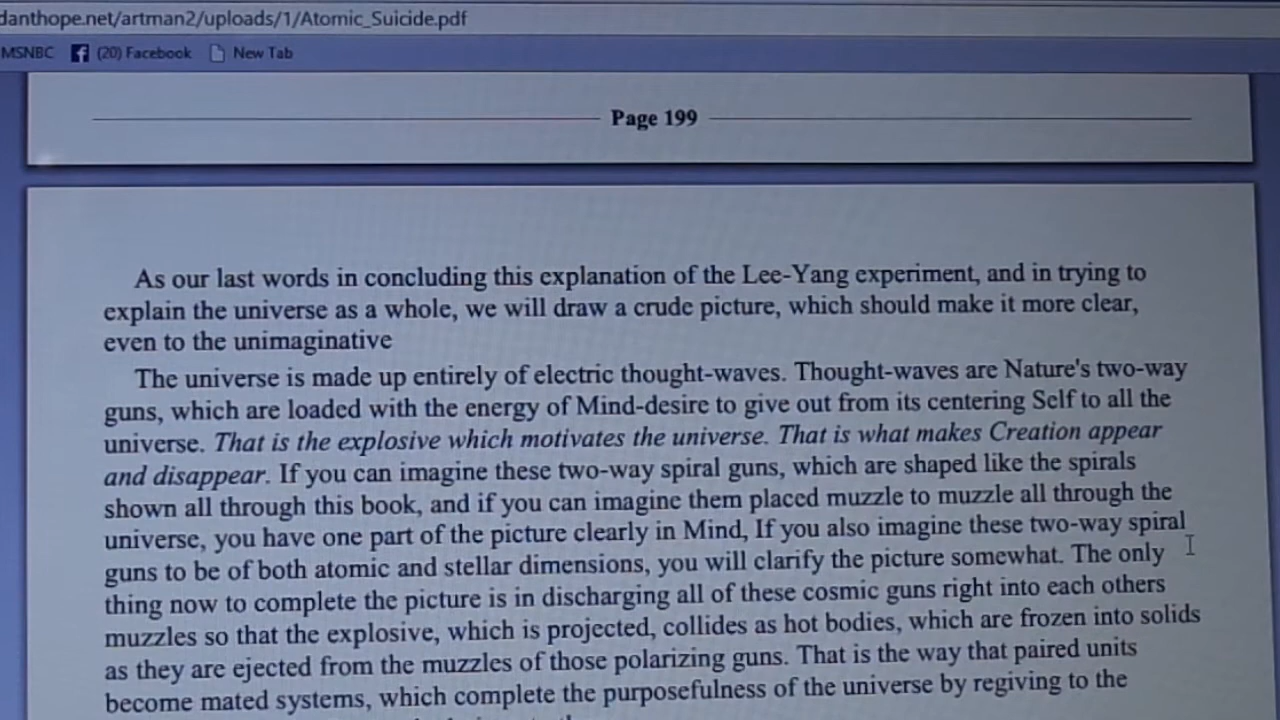 danthope.net/artman2/uploads/1/Atomic_Suicide.pdf
MSNBC (20) Facebook New Tab
Page 199
As our last words in concluding this explanation of the Lee-Yang experiment, and in trying to
explain the universe as a whole, we will draw a crude picture, which should make it more clear,
even to the unimaginative
The universe is made up entirely of electric thought-waves. Thought-waves are Nature's two-way
guns, which are loaded with the energy of Mind-desire to give out from its centering Self to all the
universe. That is the explosive which motivates the universe. That is what makes Creation appear
and disappear. If you can imagine these two-way spiral guns, which are shaped like the spirals
shown all through this book, and if you can imagine them placed muzzle to muzzle all through the
universe, you have one part of the picture clearly in Mind, If you also imagine these two-way spiral
guns to be of both atomic and stellar dimensions, you will clarify the picture somewhat. The only
thing now to complete the picture is in discharging all of these cosmic guns right into each others
muzzles so that the explosive, which is projected, collides as hot bodies, which are frozen into solids
as they are ejected from the muzzles of those polarizing guns. That is the way that paired units
become mated systems, which complete the purposefulness of the universe by regiving to the